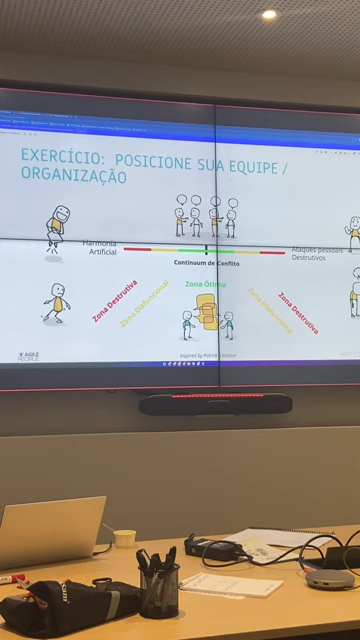 EXERCÍCIO: POSICIONE SUA EQUIPE /
ORGANIZAÇÃO
Harmonia
Artificial
Ataques pessoais
Destrutivos
Continuum de Conflito
Zona Destrutiva
Zona Disfuncional
Zona Ótima
Zona Disfuncional
Zona Destrutiva
AGILE
PEOPLE
Inspired by Patrick Lencioni